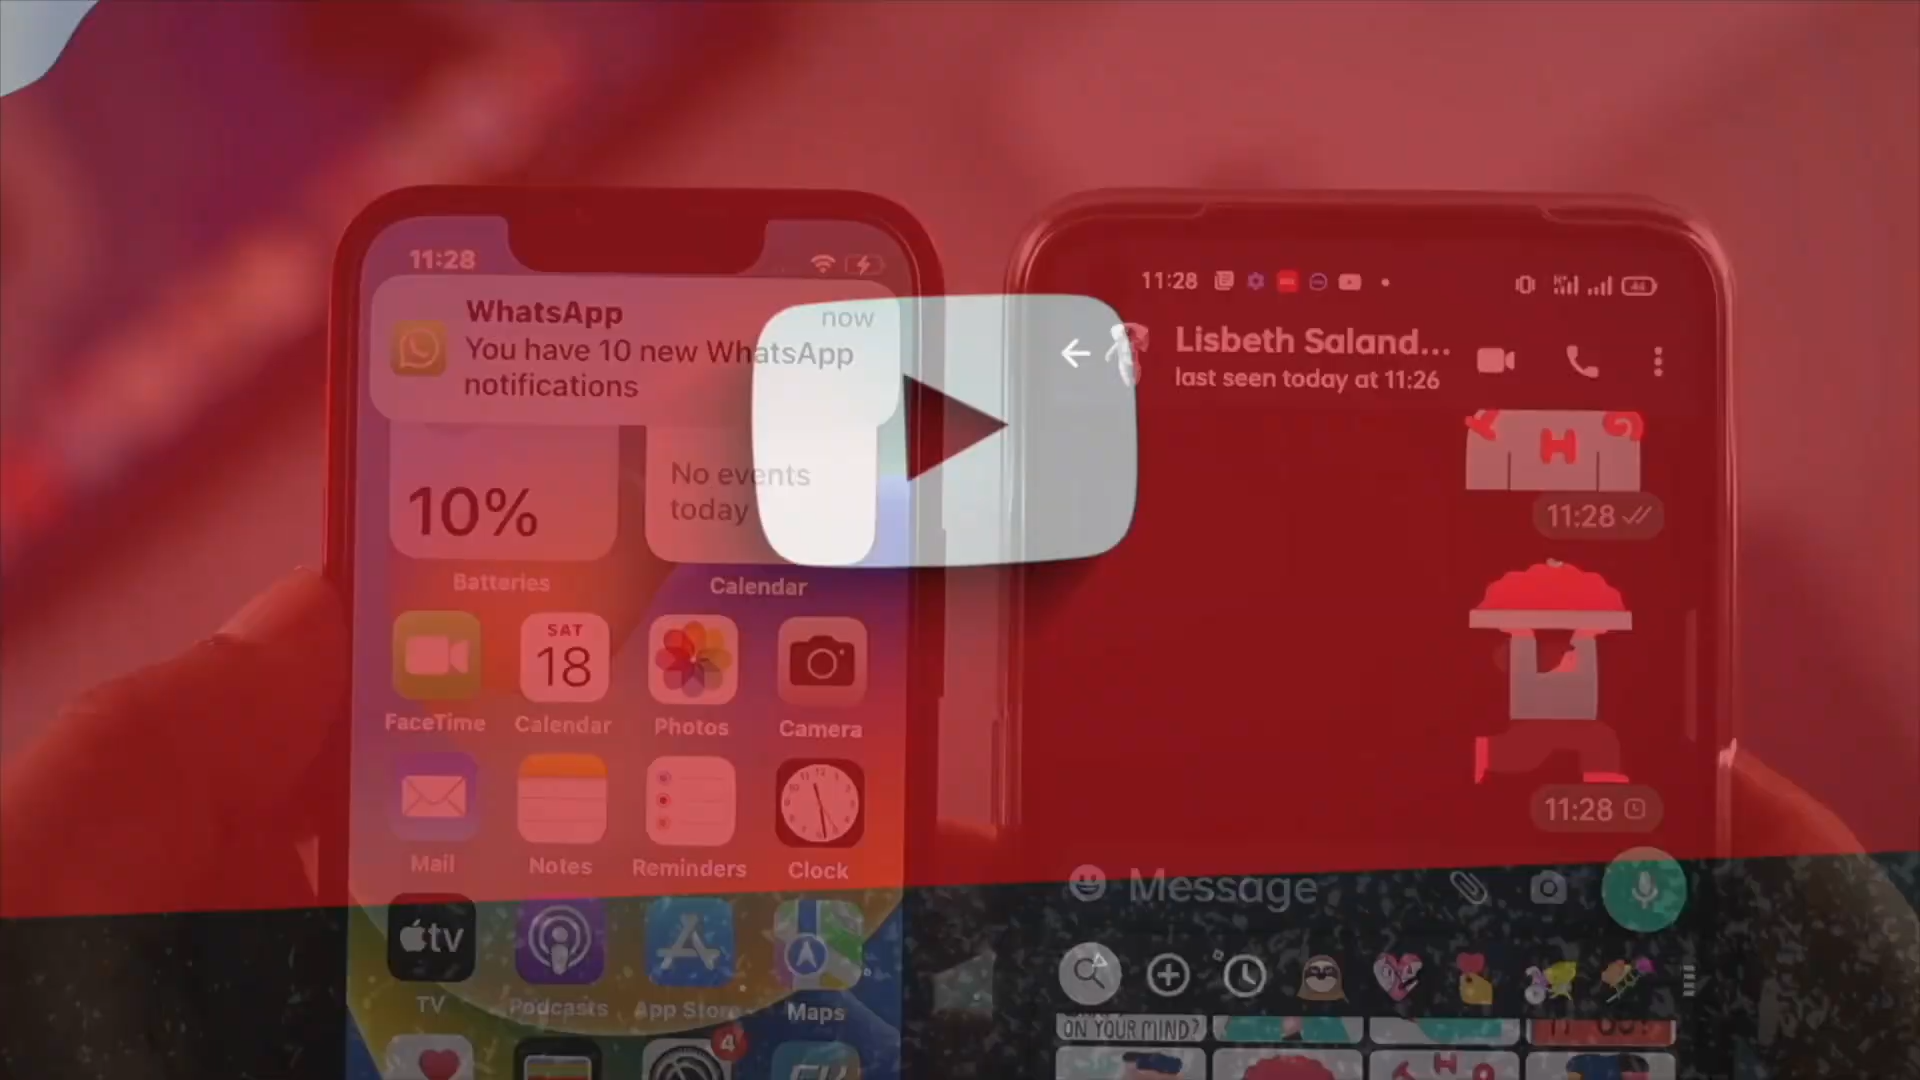 11:28
WhatsApp
now
You have 10 new WhatsApp
notifications
10%
No events
today
Batteries
Calendar
SAT
18
FaceTime
Calendar
Photos
Camera
Mail
Notes
Reminders
Clock
tv
TV
Podcasts
App Store
Maps
4
11:28
44
Lisbeth Saland...
last seen today at 11:26
H
11:28
11:28
Message
ON YOUR MIND?
H